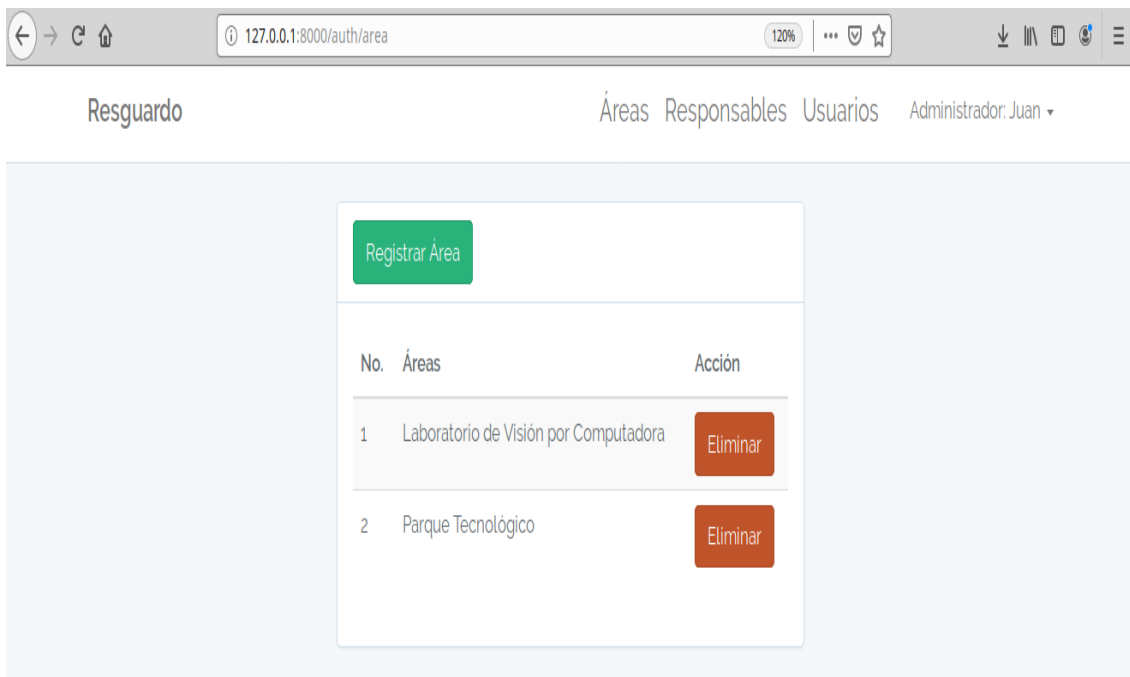 127.0.0.1:8000/auth/area 120%
Resguardo Áreas Responsables Usuarios Administrador: Juan
Registrar Área
No. Áreas Acción
1 Laboratorio de Visión por Computadora Eliminar
2 Parque Tecnológico Eliminar